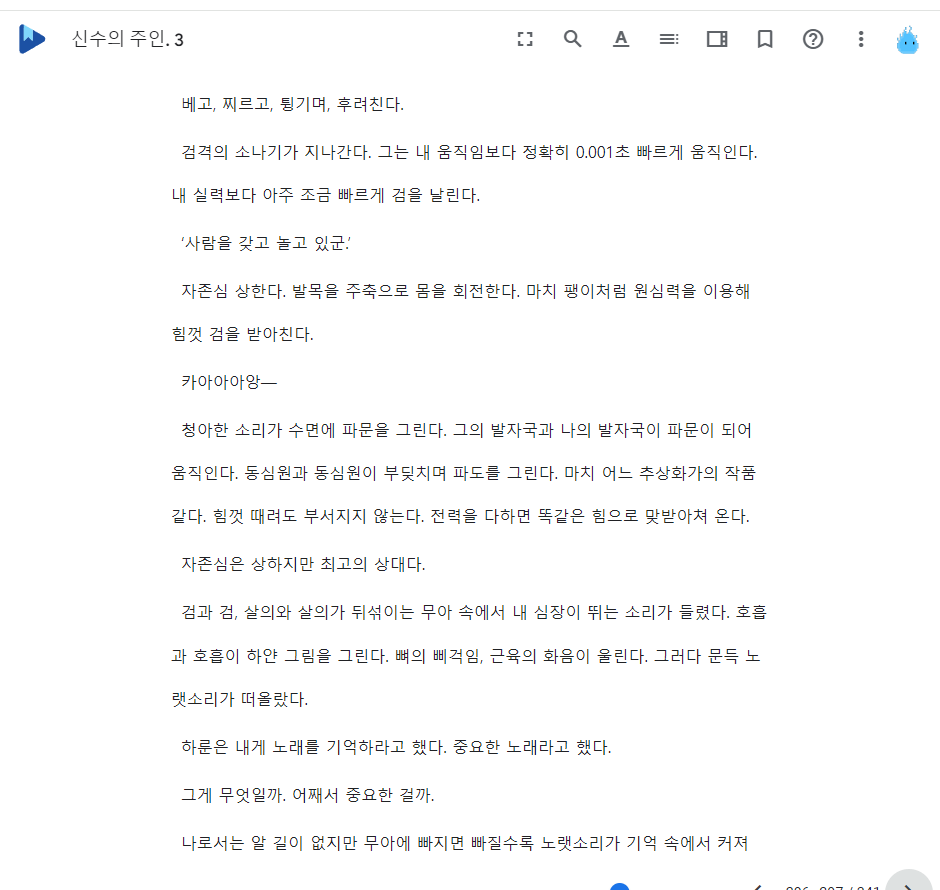 신수의 주인. 3
베고, 찌르고, 튕기며, 후려친다.
검격의 소나기가 지나간다. 그는 내 움직임보다 정확히 0.001초 빠르게 움직인다.
내 실력보다 아주 조금 빠르게 검을 날린다.
‘사람을 갖고 놀고 있군.’
자존심 상한다. 발목을 주축으로 몸을 회전한다. 마치 팽이처럼 원심력을 이용해
힘껏 검을 받아친다.
카아아아앙—
청아한 소리가 수면에 파문을 그린다. 그의 발자국과 나의 발자국이 파문이 되어
움직인다. 동심원과 동심원이 부딪치며 파도를 그린다. 마치 어느 추상화가의 작품
같다. 힘껏 때려도 부서지지 않는다. 전력을 다하면 똑같은 힘으로 맞받아쳐 온다.
자존심은 상하지만 최고의 상대다.
검과 검, 살의와 살의가 뒤섞이는 무아 속에서 내 심장이 뛰는 소리가 들렸다. 호흡
과 호흡이 하얀 그림을 그린다. 뼈의 삐걱임, 근육의 화음이 울린다. 그러다 문득 노
랫소리가 떠올랐다.
하룬은 내게 노래를 기억하라고 했다. 중요한 노래라고 했다.
그게 무엇일까. 어째서 중요한 걸까.
나로서는 알 길이 없지만 무아에 빠지면 빠질수록 노랫소리가 기억 속에서 커져